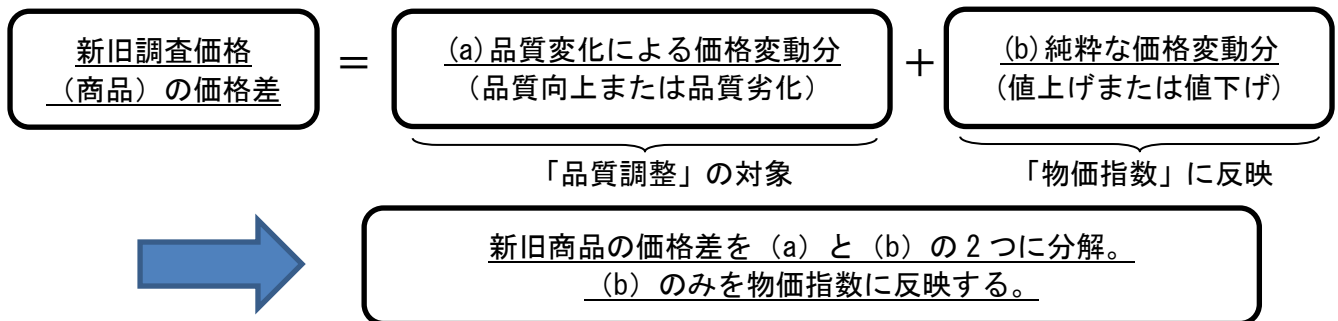 新旧調査価格
（商品）の価格差
＝
(a)品質変化による価格変動分
（品質向上または品質劣化）
＋
(b)純粋な価格変動分
（値上げまたは値下げ）
「品質調整」の対象
「物価指数」に反映
新旧商品の価格差を（a）と（b）の2つに分解。
（b）のみを物価指数に反映する。